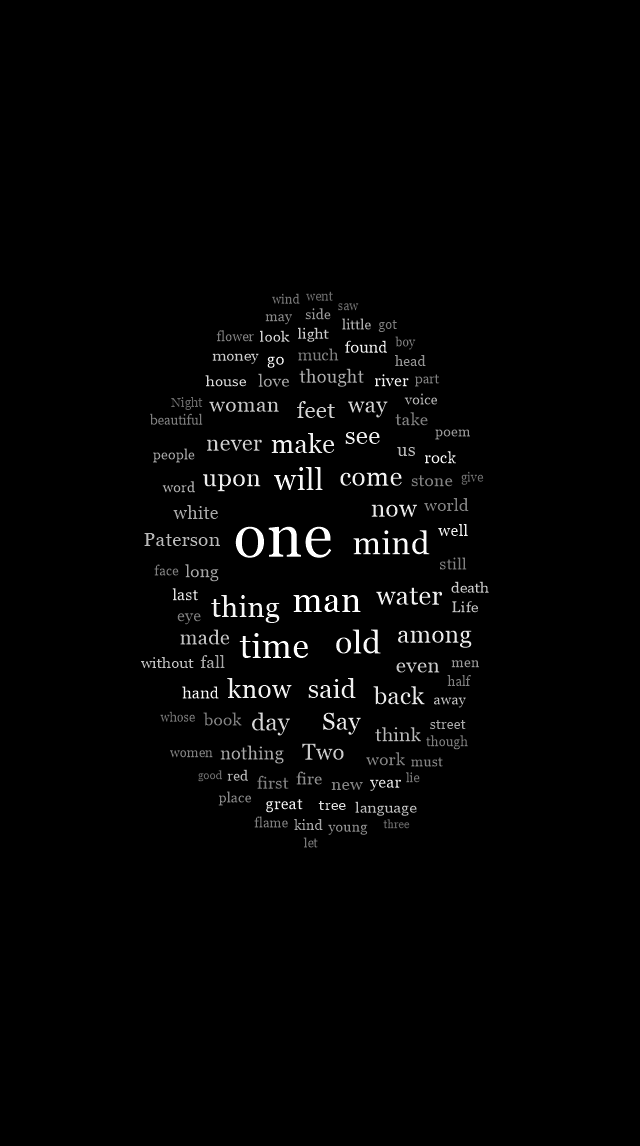 wind went saw
may side little got
flower look light found boy
money go much head
house love thought river part
Night woman feet way voice
beautiful take
never make see us poem
people rock
word upon will come stone give
white now world
Paterson one mind well
face long still
last thing man water death
eye Life
made time old among
without fall even men
hand know said back half
away
whose book day Say think street
though
women nothing Two work must
good red first fire new year lie
place great tree language
flame kind young three
let